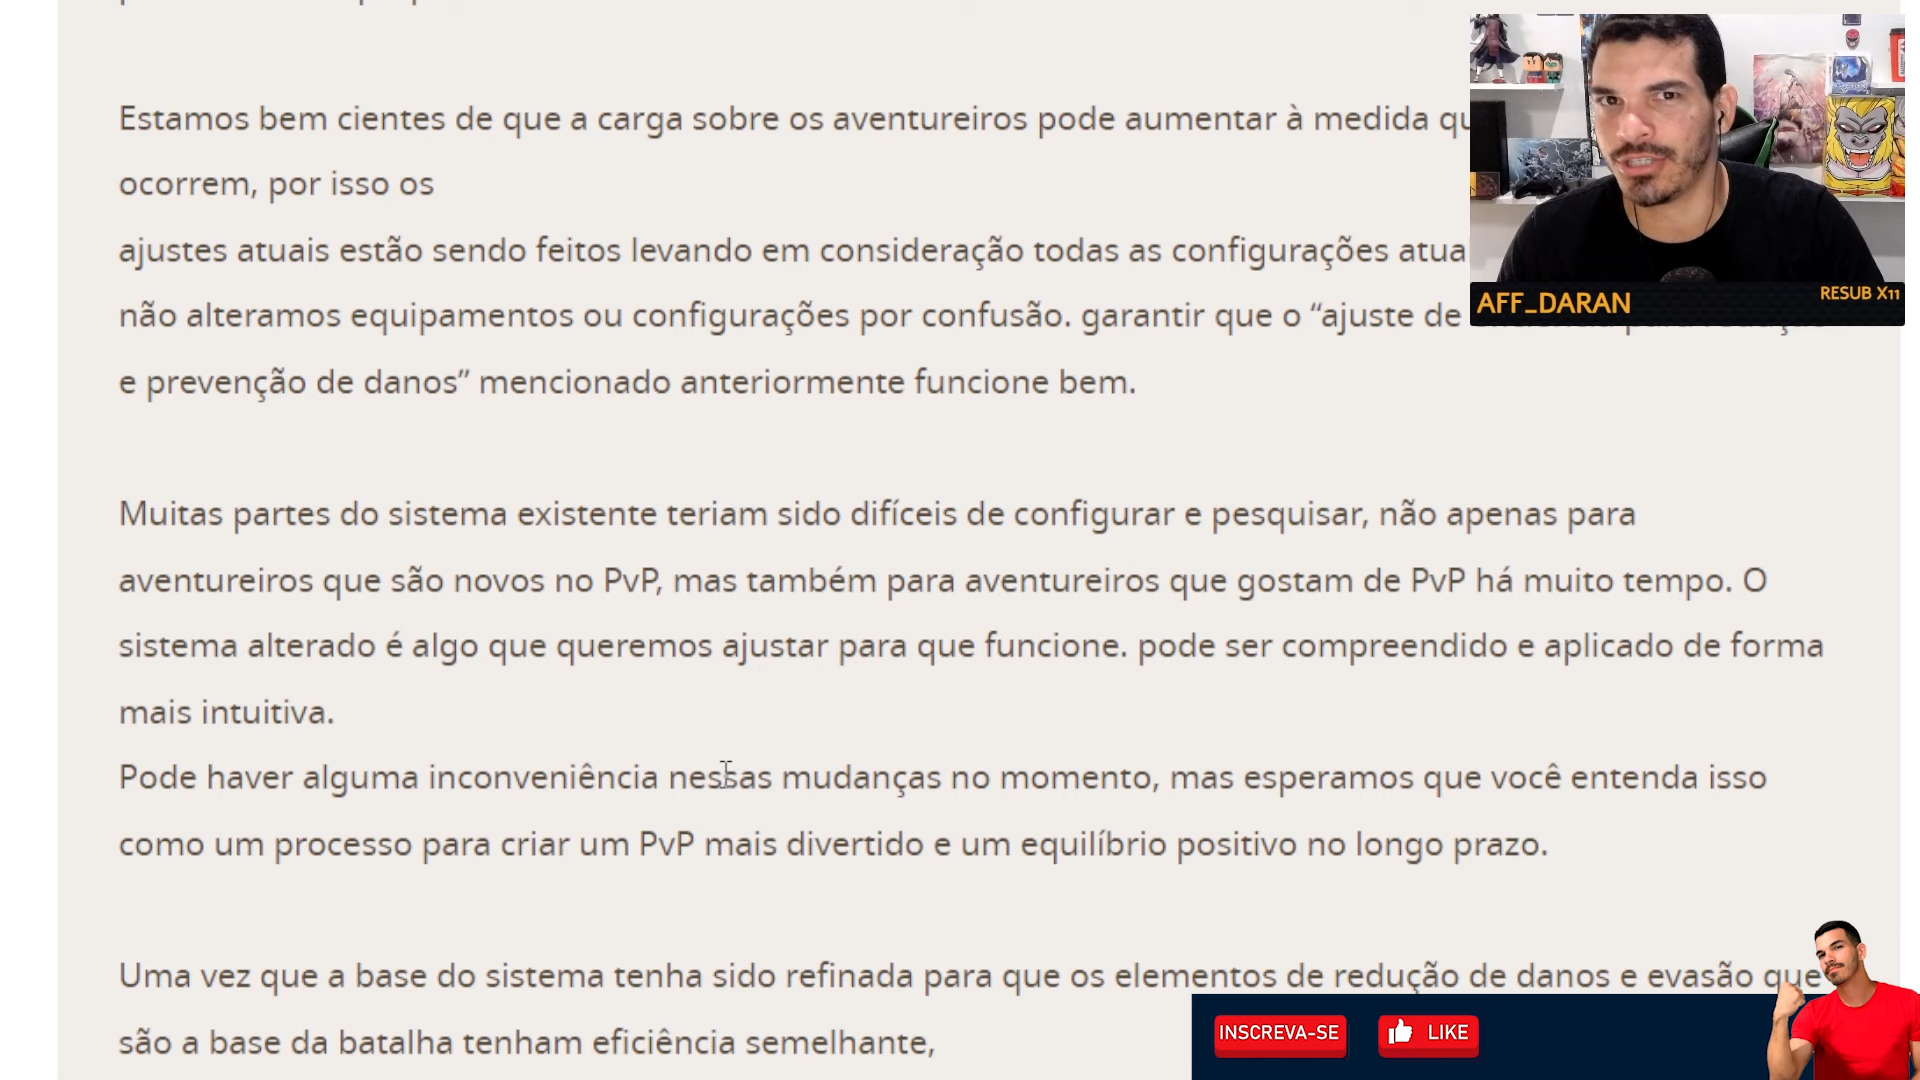 Estamos bem cientes de que a carga sobre os aventureiros pode aumentar à medida
ocorrem, por isso os
ajustes atuais estão sendo feitos levando em consideração todas as configurações
não alteramos equipamentos ou configurações por confusão. garantir que o “ajuste de
e prevenção de danos” mencionado anteriormente funcione bem.
Muitas partes do sistema existente teriam sido difíceis de configurar e pesquisar, não apenas para
aventureiros que são novos no PvP, mas também para aventureiros que gostam de PvP há muito tempo. O
sistema alterado é algo que queremos ajustar para que funcione. pode ser compreendido e aplicado de forma
mais intuitiva.
Pode haver alguma inconveniência nessas mudanças no momento, mas esperamos que você entenda isso
como um processo para criar um PvP mais divertido e um equilíbrio positivo no longo prazo.
Uma vez que a base do sistema tenha sido refinada para que os elementos de redução de danos e evasão que
são a base da batalha tenham eficiência semelhante,
AFF_DARAN
RESUB X11
INSCREVA-SE
LIKE